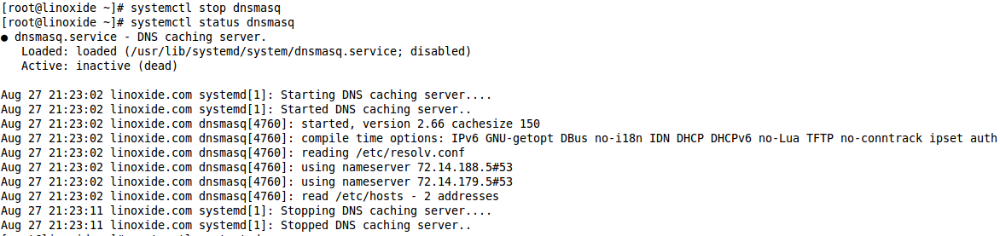 [root@linoxide ~]# systemctl stop dnsmasq
[root@linoxide ~]# systemctl status dnsmasq
● dnsmasq.service - DNS caching server.
   Loaded: loaded (/usr/lib/systemd/system/dnsmasq.service; disabled)
   Active: inactive (dead)

Aug 27 21:23:02 linoxide.com systemd[1]: Starting DNS caching server....
Aug 27 21:23:02 linoxide.com systemd[1]: Started DNS caching server..
Aug 27 21:23:02 linoxide.com dnsmasq[4760]: started, version 2.66 cachesize 150
Aug 27 21:23:02 linoxide.com dnsmasq[4760]: compile time options: IPv6 GNU-getopt DBus no-i18n IDN DHCP DHCPv6 no-Lua TFTP no-conntrack ipset auth
Aug 27 21:23:02 linoxide.com dnsmasq[4760]: reading /etc/resolv.conf
Aug 27 21:23:02 linoxide.com dnsmasq[4760]: using nameserver 72.14.188.5#53
Aug 27 21:23:02 linoxide.com dnsmasq[4760]: using nameserver 72.14.179.5#53
Aug 27 21:23:02 linoxide.com dnsmasq[4760]: read /etc/hosts - 2 addresses
Aug 27 21:23:11 linoxide.com systemd[1]: Stopping DNS caching server....
Aug 27 21:23:11 linoxide.com systemd[1]: Stopped DNS caching server..